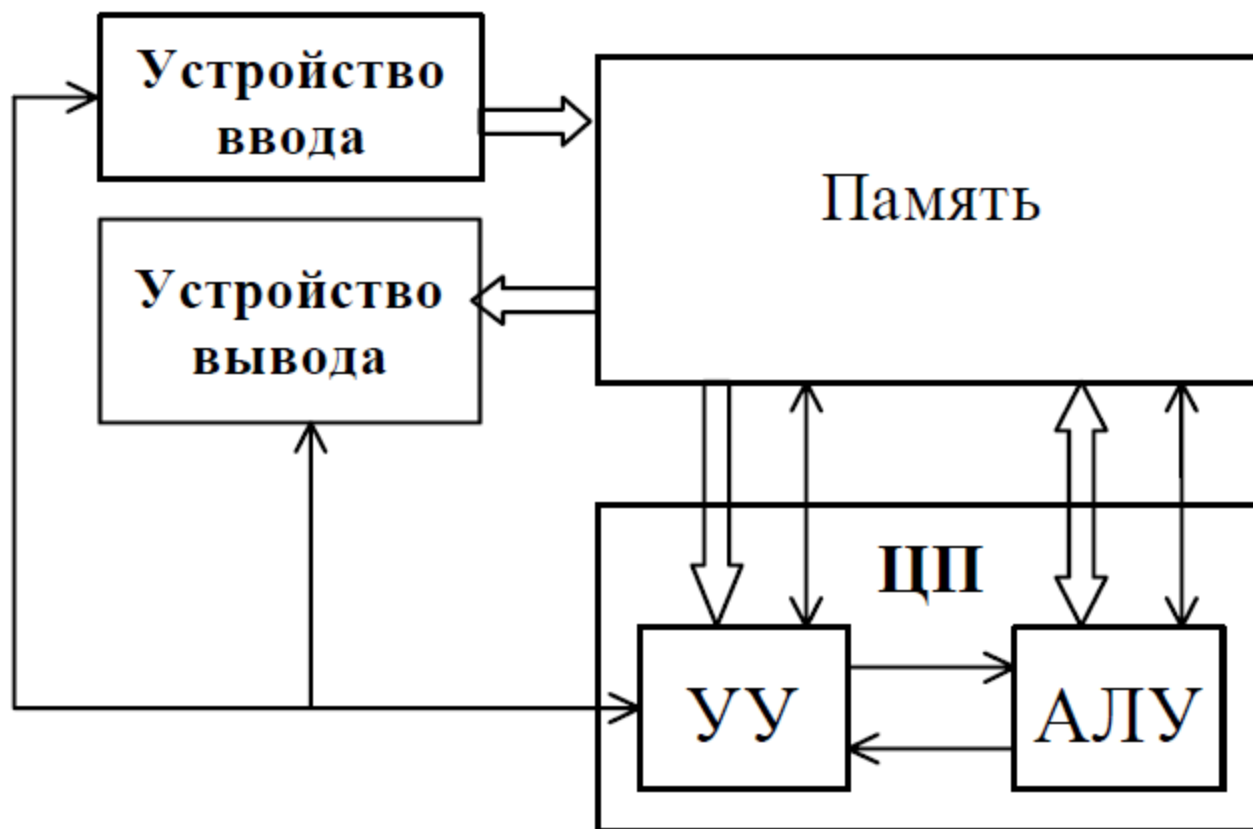 Устройство
ввода
Память
Устройство
вывода
ЦП
УУ
АЛУ